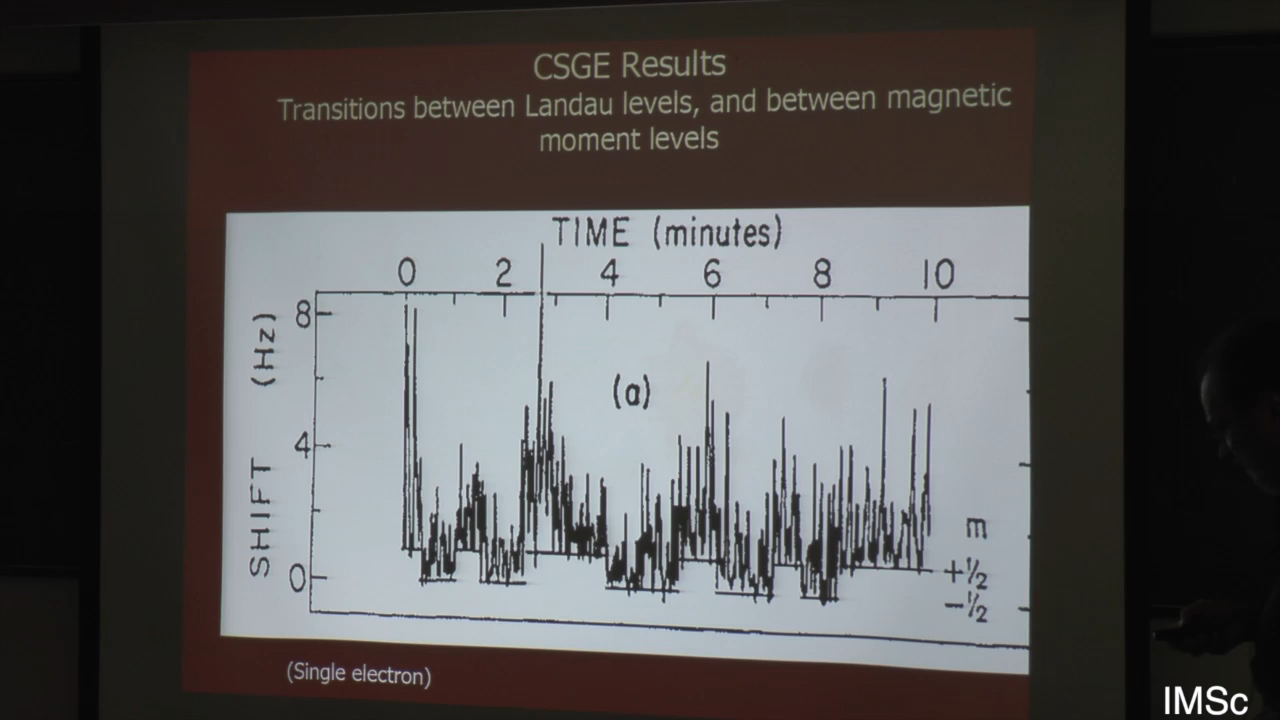 CSGE Results
Transitions between Landau levels, and between magnetic
moment levels
TIME (minutes)
0 2 4 6 8 10
SHIFT (Hz)
8
4
0
(a)
m
+½
-½
(Single electron)
IMSc